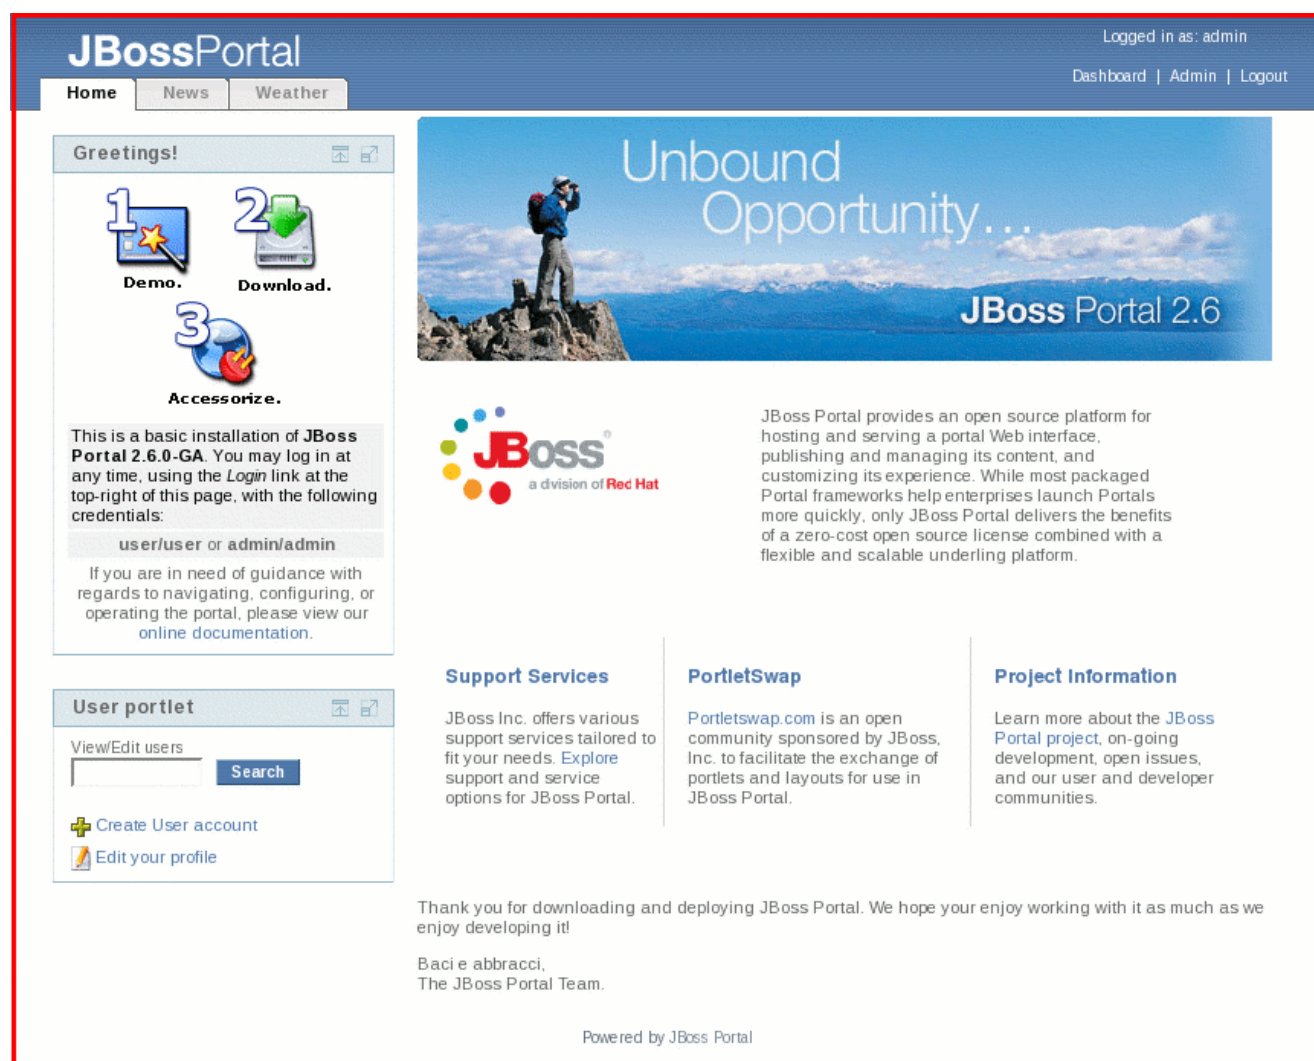 JBossPortal
Logged in as: admin
Dashboard | Admin | Logout
Home News Weather
Greetings!
1 2
Demo. Download.
3
Accessorize.
This is a basic installation of JBoss
Portal 2.6.0-GA. You may log in at
any time, using the Login link at the
top-right of this page, with the following
credentials:
user/user or admin/admin
If you are in need of guidance with
regards to navigating, configuring, or
operating the portal, please view our
online documentation.
User portlet
View/Edit users
Search
Create User account
Edit your profile
Unbound
Opportunity...
JBoss Portal 2.6
JBoss®
a division of Red Hat
JBoss Portal provides an open source platform for
hosting and serving a portal Web interface,
publishing and managing its content, and
customizing its experience. While most packaged
Portal frameworks help enterprises launch Portals
more quickly, only JBoss Portal delivers the benefits
of a zero-cost open source license combined with a
flexible and scalable underling platform.
Support Services
JBoss Inc. offers various
support services tailored to
fit your needs. Explore
support and service
options for JBoss Portal.
PortletSwap
Portletswap.com is an open
community sponsored by JBoss,
Inc. to facilitate the exchange of
portlets and layouts for use in
JBoss Portal.
Project Information
Learn more about the JBoss
Portal project, on-going
development, open issues,
and our user and developer
communities.
Thank you for downloading and deploying JBoss Portal. We hope your enjoy working with it as much as we
enjoy developing it!
Baci e abbracci,
The JBoss Portal Team.
Powered by JBoss Portal